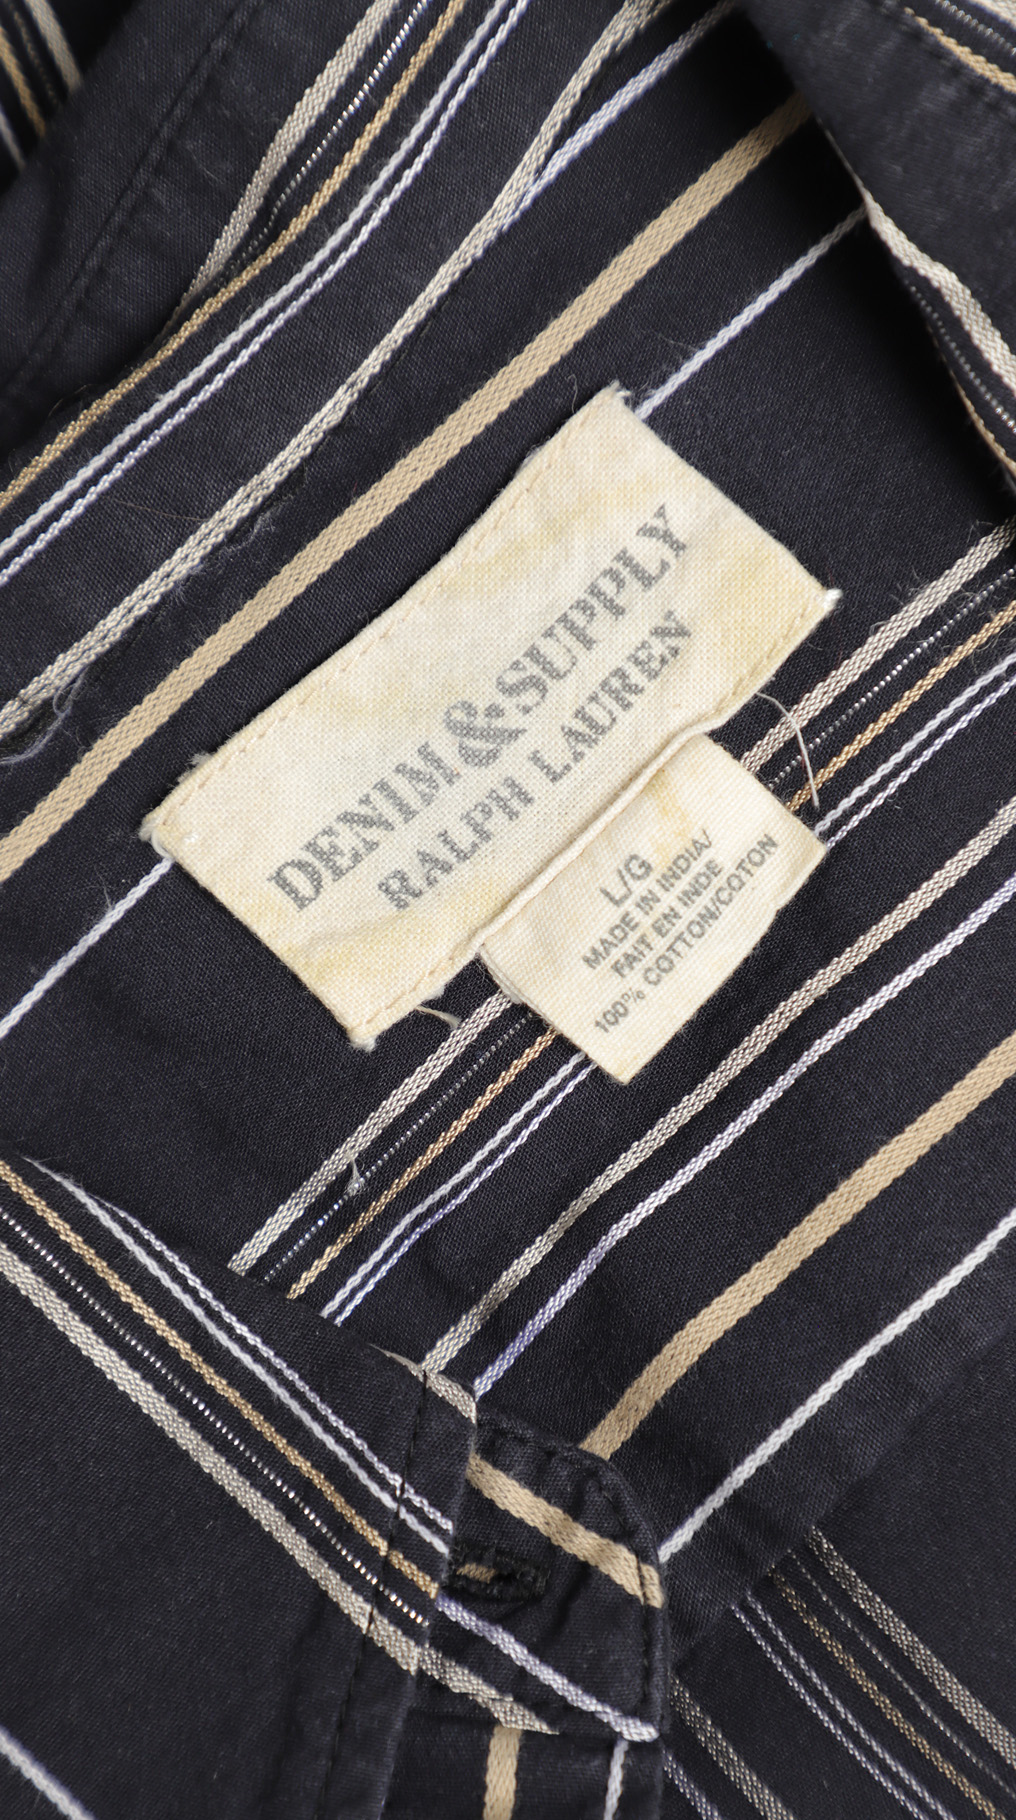 DENIM&SUPPLY
RALPH LAUREN
L/G
MADE IN INDIA/
FAIT EN INDE
100% COTTON/COTON